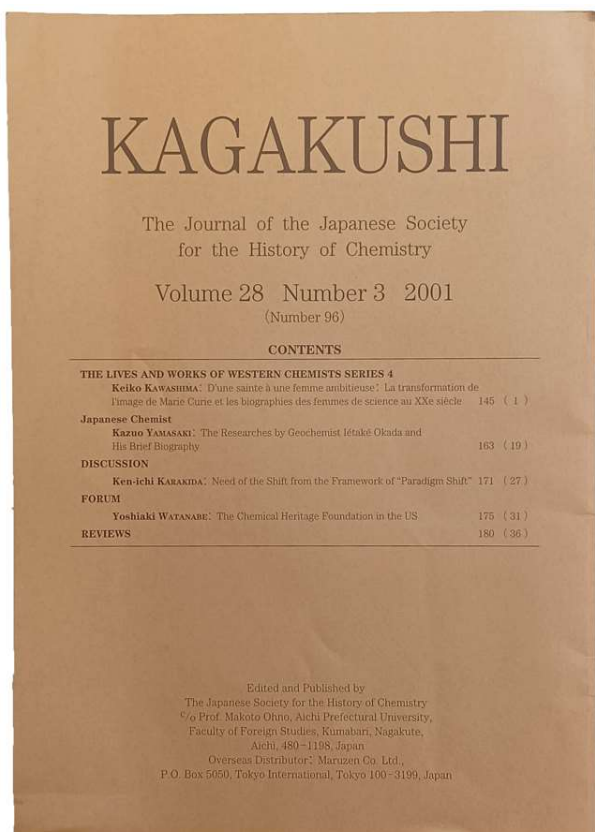 KAGAKUSHI
The Journal of the Japanese Society
for the History of Chemistry
Volume 28 Number 3 2001
(Number 96)
CONTENTS
THE LIVES AND WORKS OF WESTERN CHEMISTS SERIES 4
Keiko KAWASHIMA: D'une sainte à une femme ambitieuse: La transformation de
l'image de Marie Curie et les biographies des femmes de science au XXe siècle 145 ( 1 )
Japanese Chemist
Kazuo YAMASAKI: The Researches by Geochemist Iétaké Okada and
His Brief Biography 163 ( 19 )
DISCUSSION
Ken-ichi KARAKIDA: Need of the Shift from the Framework of "Paradigm Shift" 171 ( 27 )
FORUM
Yoshiaki WATANABE: The Chemical Heritage Foundation in the US 175 ( 31 )
REVIEWS 180 ( 36 )
Edited and Published by
The Japanese Society for the History of Chemistry
c/o Prof. Makoto Ohno, Aichi Prefectural University,
Faculty of Foreign Studies, Kumabari, Nagakute,
Aichi, 480-1198, Japan
Overseas Distributor: Maruzen Co. Ltd.,
P.O. Box 5050, Tokyo International, Tokyo 100-3199, Japan